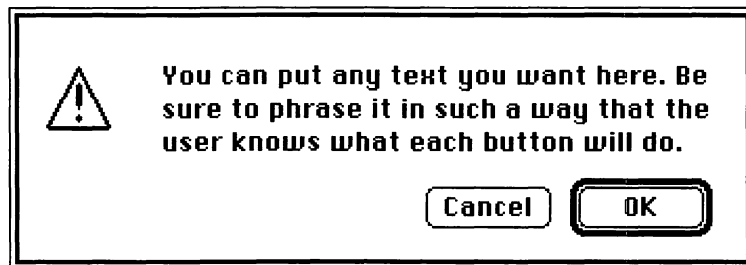 You can put any text you want here. Be
sure to phrase it in such a way that the
user knows what each button will do.
Cancel OK